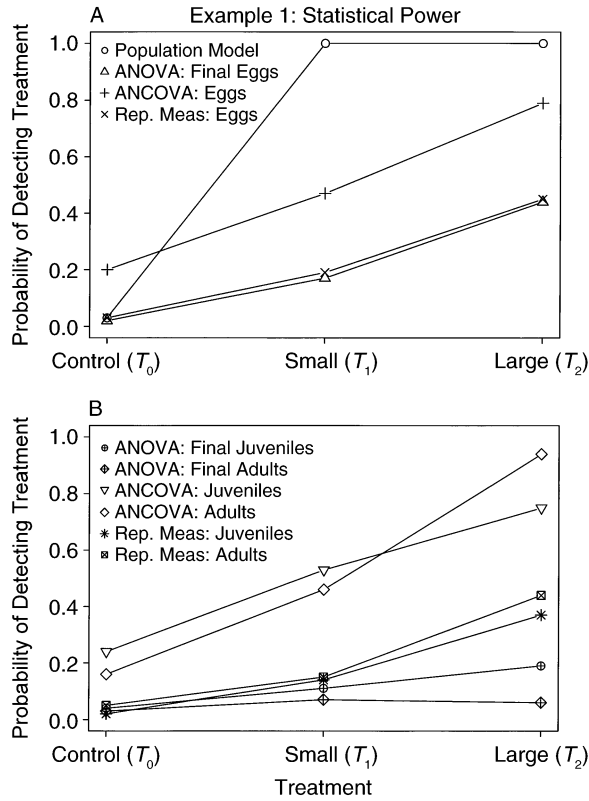 A
Example 1: Statistical Power
Probability of Detecting Treatment
1.0
0.8
0.6
0.4
0.2
0.0
Population Model
ANOVA: Final Eggs
ANCOVA: Eggs
Rep. Meas: Eggs
Control (T0)
Small (T1)
Large (T2)
B
Probability of Detecting Treatment
1.0
0.8
0.6
0.4
0.2
0.0
ANOVA: Final Juveniles
ANOVA: Final Adults
ANCOVA: Juveniles
ANCOVA: Adults
Rep. Meas: Juveniles
Rep. Meas: Adults
Control (T0)
Small (T1)
Large (T2)
Treatment